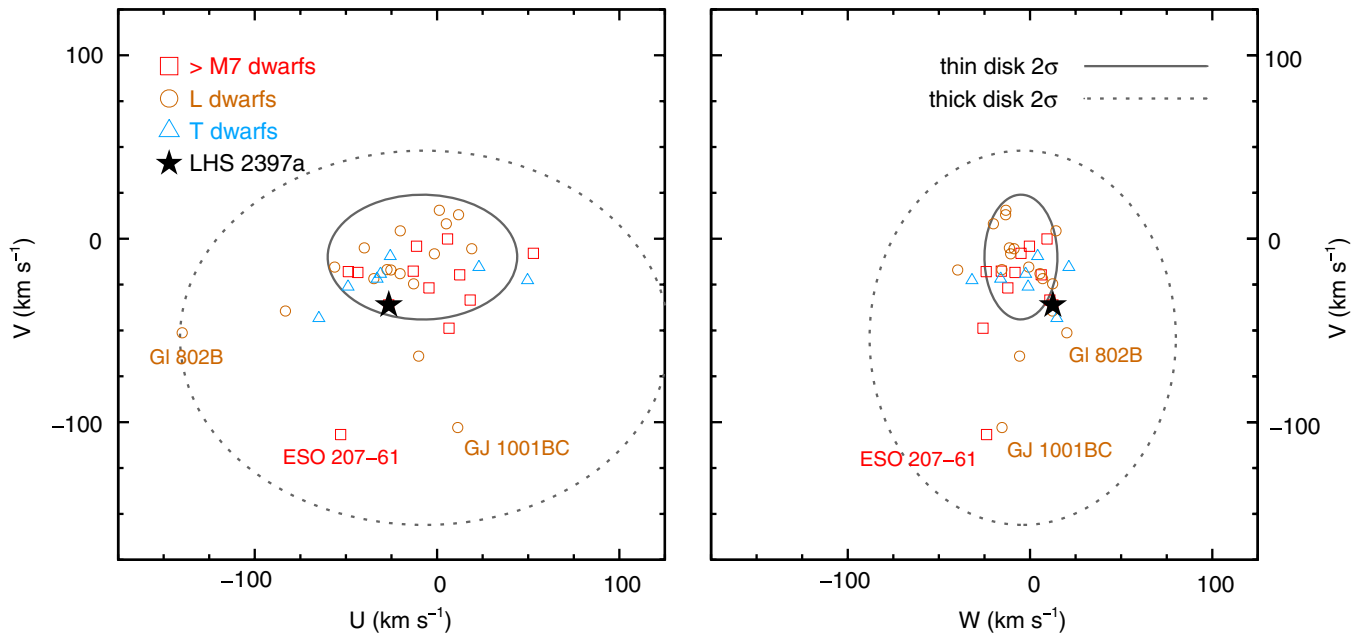 100
0
−100
V (km s⁻¹)
> M7 dwarfs
L dwarfs
T dwarfs
LHS 2397a
Gl 802B
ESO 207−61
GJ 1001BC
−100
0
100
U (km s⁻¹)
thin disk 2σ
thick disk 2σ
Gl 802B
ESO 207−61
GJ 1001BC
100
0
−100
V (km s⁻¹)
−100
0
100
W (km s⁻¹)